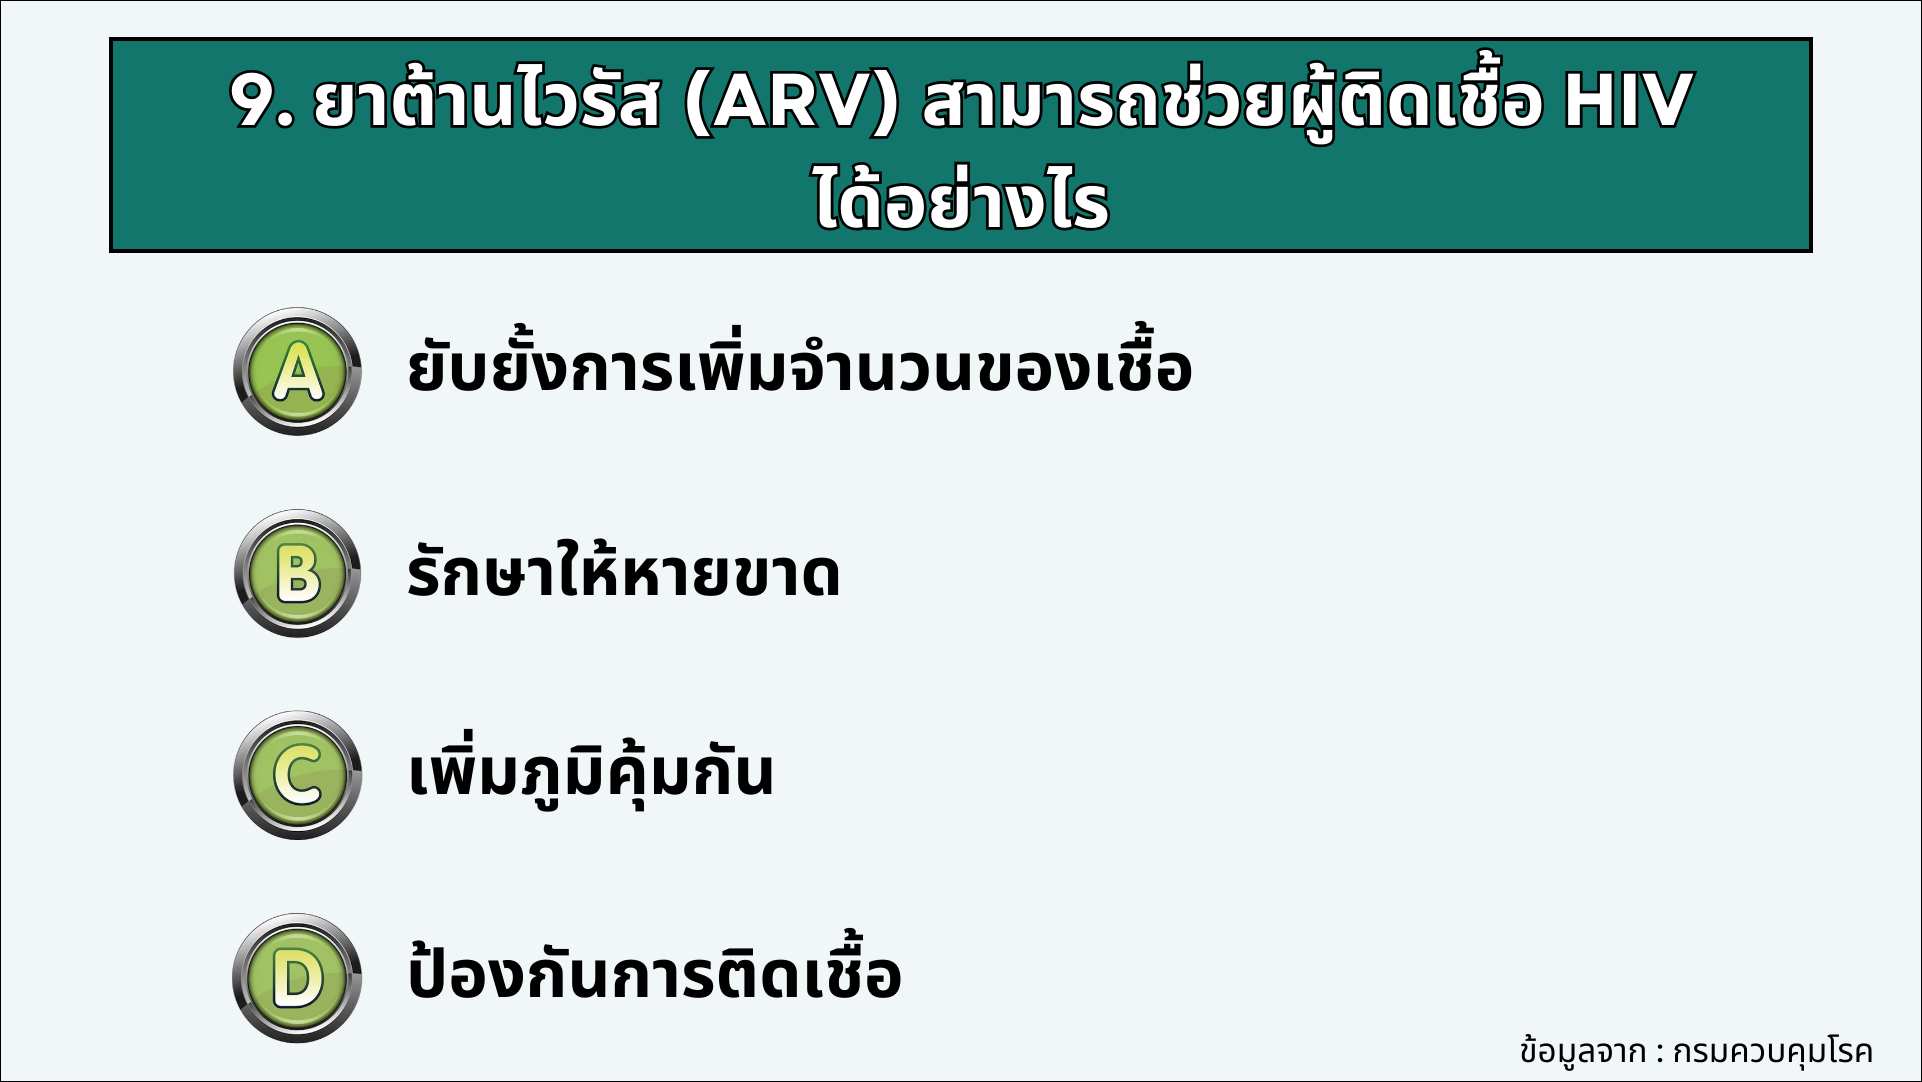 9. ยาต้านไวรัส (ARV) สามารถช่วยผู้ติดเชื้อ HIV
ได้อย่างไร
A ยับยั้งการเพิ่มจำนวนของเชื้อ
B รักษาให้หายขาด
C เพิ่มภูมิคุ้มกัน
D ป้องกันการติดเชื้อ
ข้อมูลจาก : กรมควบคุมโรค